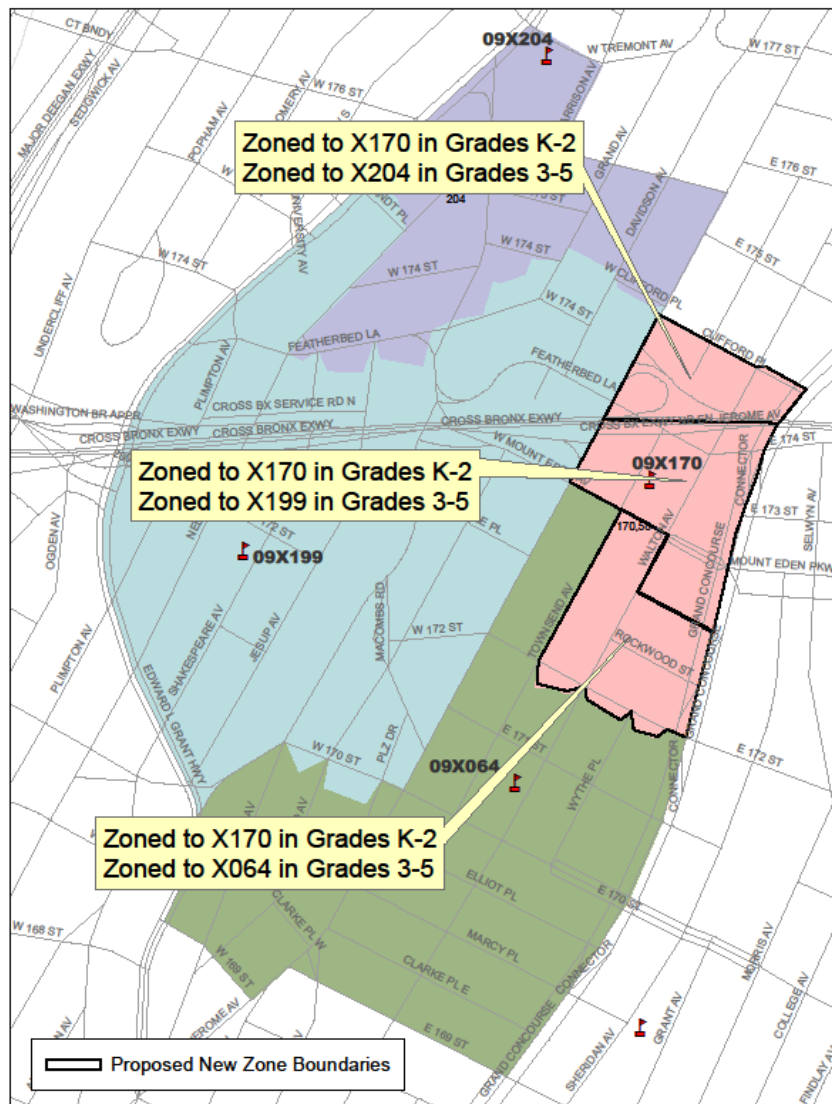 CT BNDY
09X204
W TREMONT AV
W 177 ST
MAJOR DEEGAN EXWY
SEDGWICK AV
W 176 ST
POPHAM AV
Zoned to X170 in Grades K-2
Zoned to X204 in Grades 3-5
GRAND AV
DAVIDSON AV
E 176 ST
204
UNDERCLIFF AV
W 174 ST
W 174 ST
W 174 ST
W 174 ST
E 175 ST
W CLIFFORD PL
CLIFFORD PL
FEATHERBED LA
FEATHERBED LA
PLIMPTON AV
CROSS BX SERVICE RD N
WASHINGTON BR APPR
CROSS BRONX EXWY
CROSS BRONX EXWY
CROSS BRONX EXWY
JEROME AV
E 174 ST
09X170
CONNECTOR
Zoned to X170 in Grades K-2
Zoned to X199 in Grades 3-5
OGDEN AV
09X199
WALTON AV
E 173 ST
SELWYN AV
MOUNT EDEN PKW
GRAND CONCOURSE
MACOMBS RD
W 172 ST
TOWNSEND AV
ROCKWOOD ST
GRAND CONCOURSE
SHAKESPEARE AV
JESUP AV
PLIMPTON AV
EDWARD L GRANT HWY
W 170 ST
PLZ DR
09X064
WYTHE PL
CONNECTOR
E 172 ST
Zoned to X170 in Grades K-2
Zoned to X064 in Grades 3-5
ELLIOT PL
E 170 ST
W 168 ST
CLARKE PL W
MARCY PL
MORRIS AV
W 169 ST
CLARKE PL E
CONNECTOR
COLLEGE AV
E 169 ST
GRAND CONCOURSE
SHERIDAN AV
GRANT AV
FINDLAY AV
Proposed New Zone Boundaries